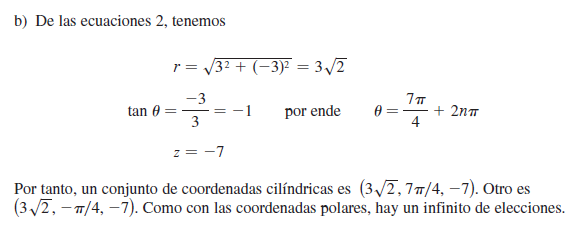 b) De las ecuaciones 2, tenemos
r = √(3² + (−3)²) = 3√2
tan θ = −3/3 = −1 por ende θ = 7π/4 + 2nπ
z = −7
Por tanto, un conjunto de coordenadas cilíndricas es (3√2, 7π/4, −7). Otro es
(3√2, −π/4, −7). Como con las coordenadas polares, hay un infinito de elecciones.